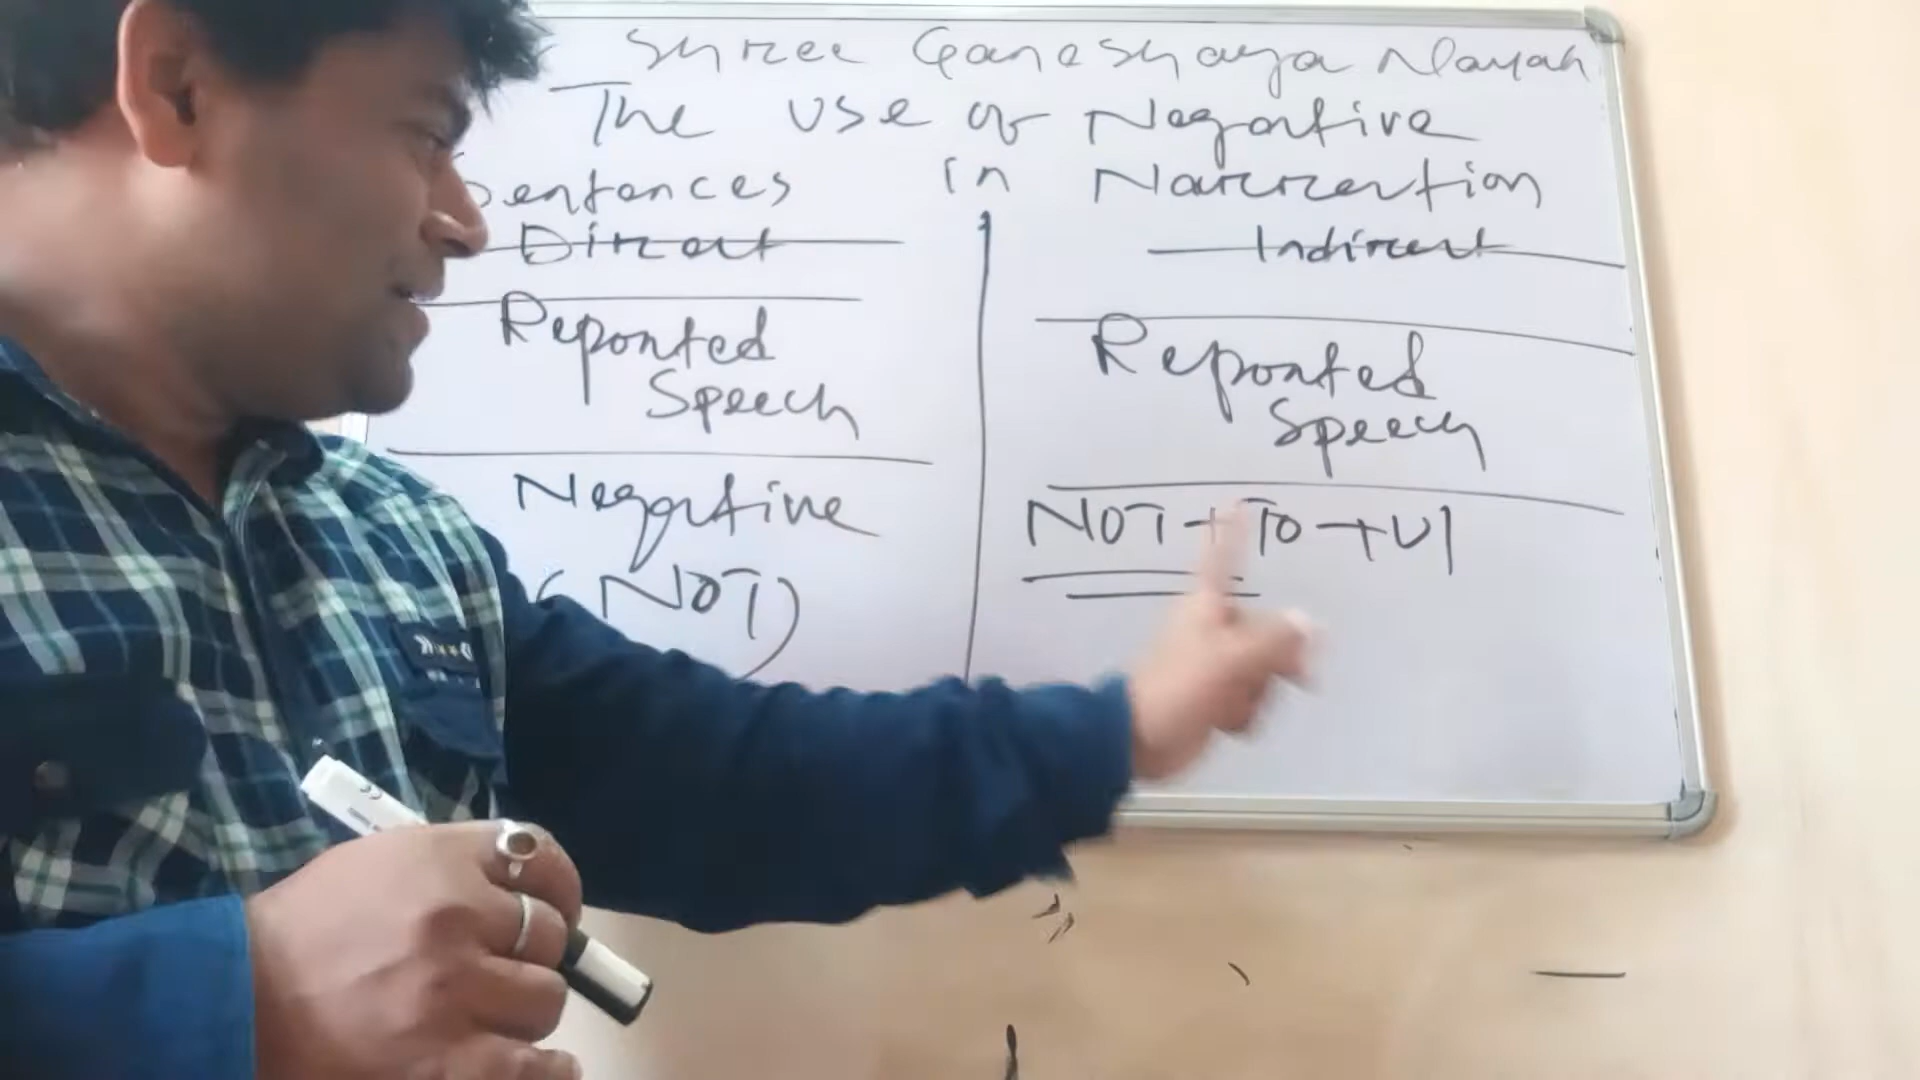 Shree Ganeshaya Namah
The use of Negative
Sentences in Narration
Direct Indirect
Reported Speech
Reported Speech
Negative
(NOT)
NOT + To + V1